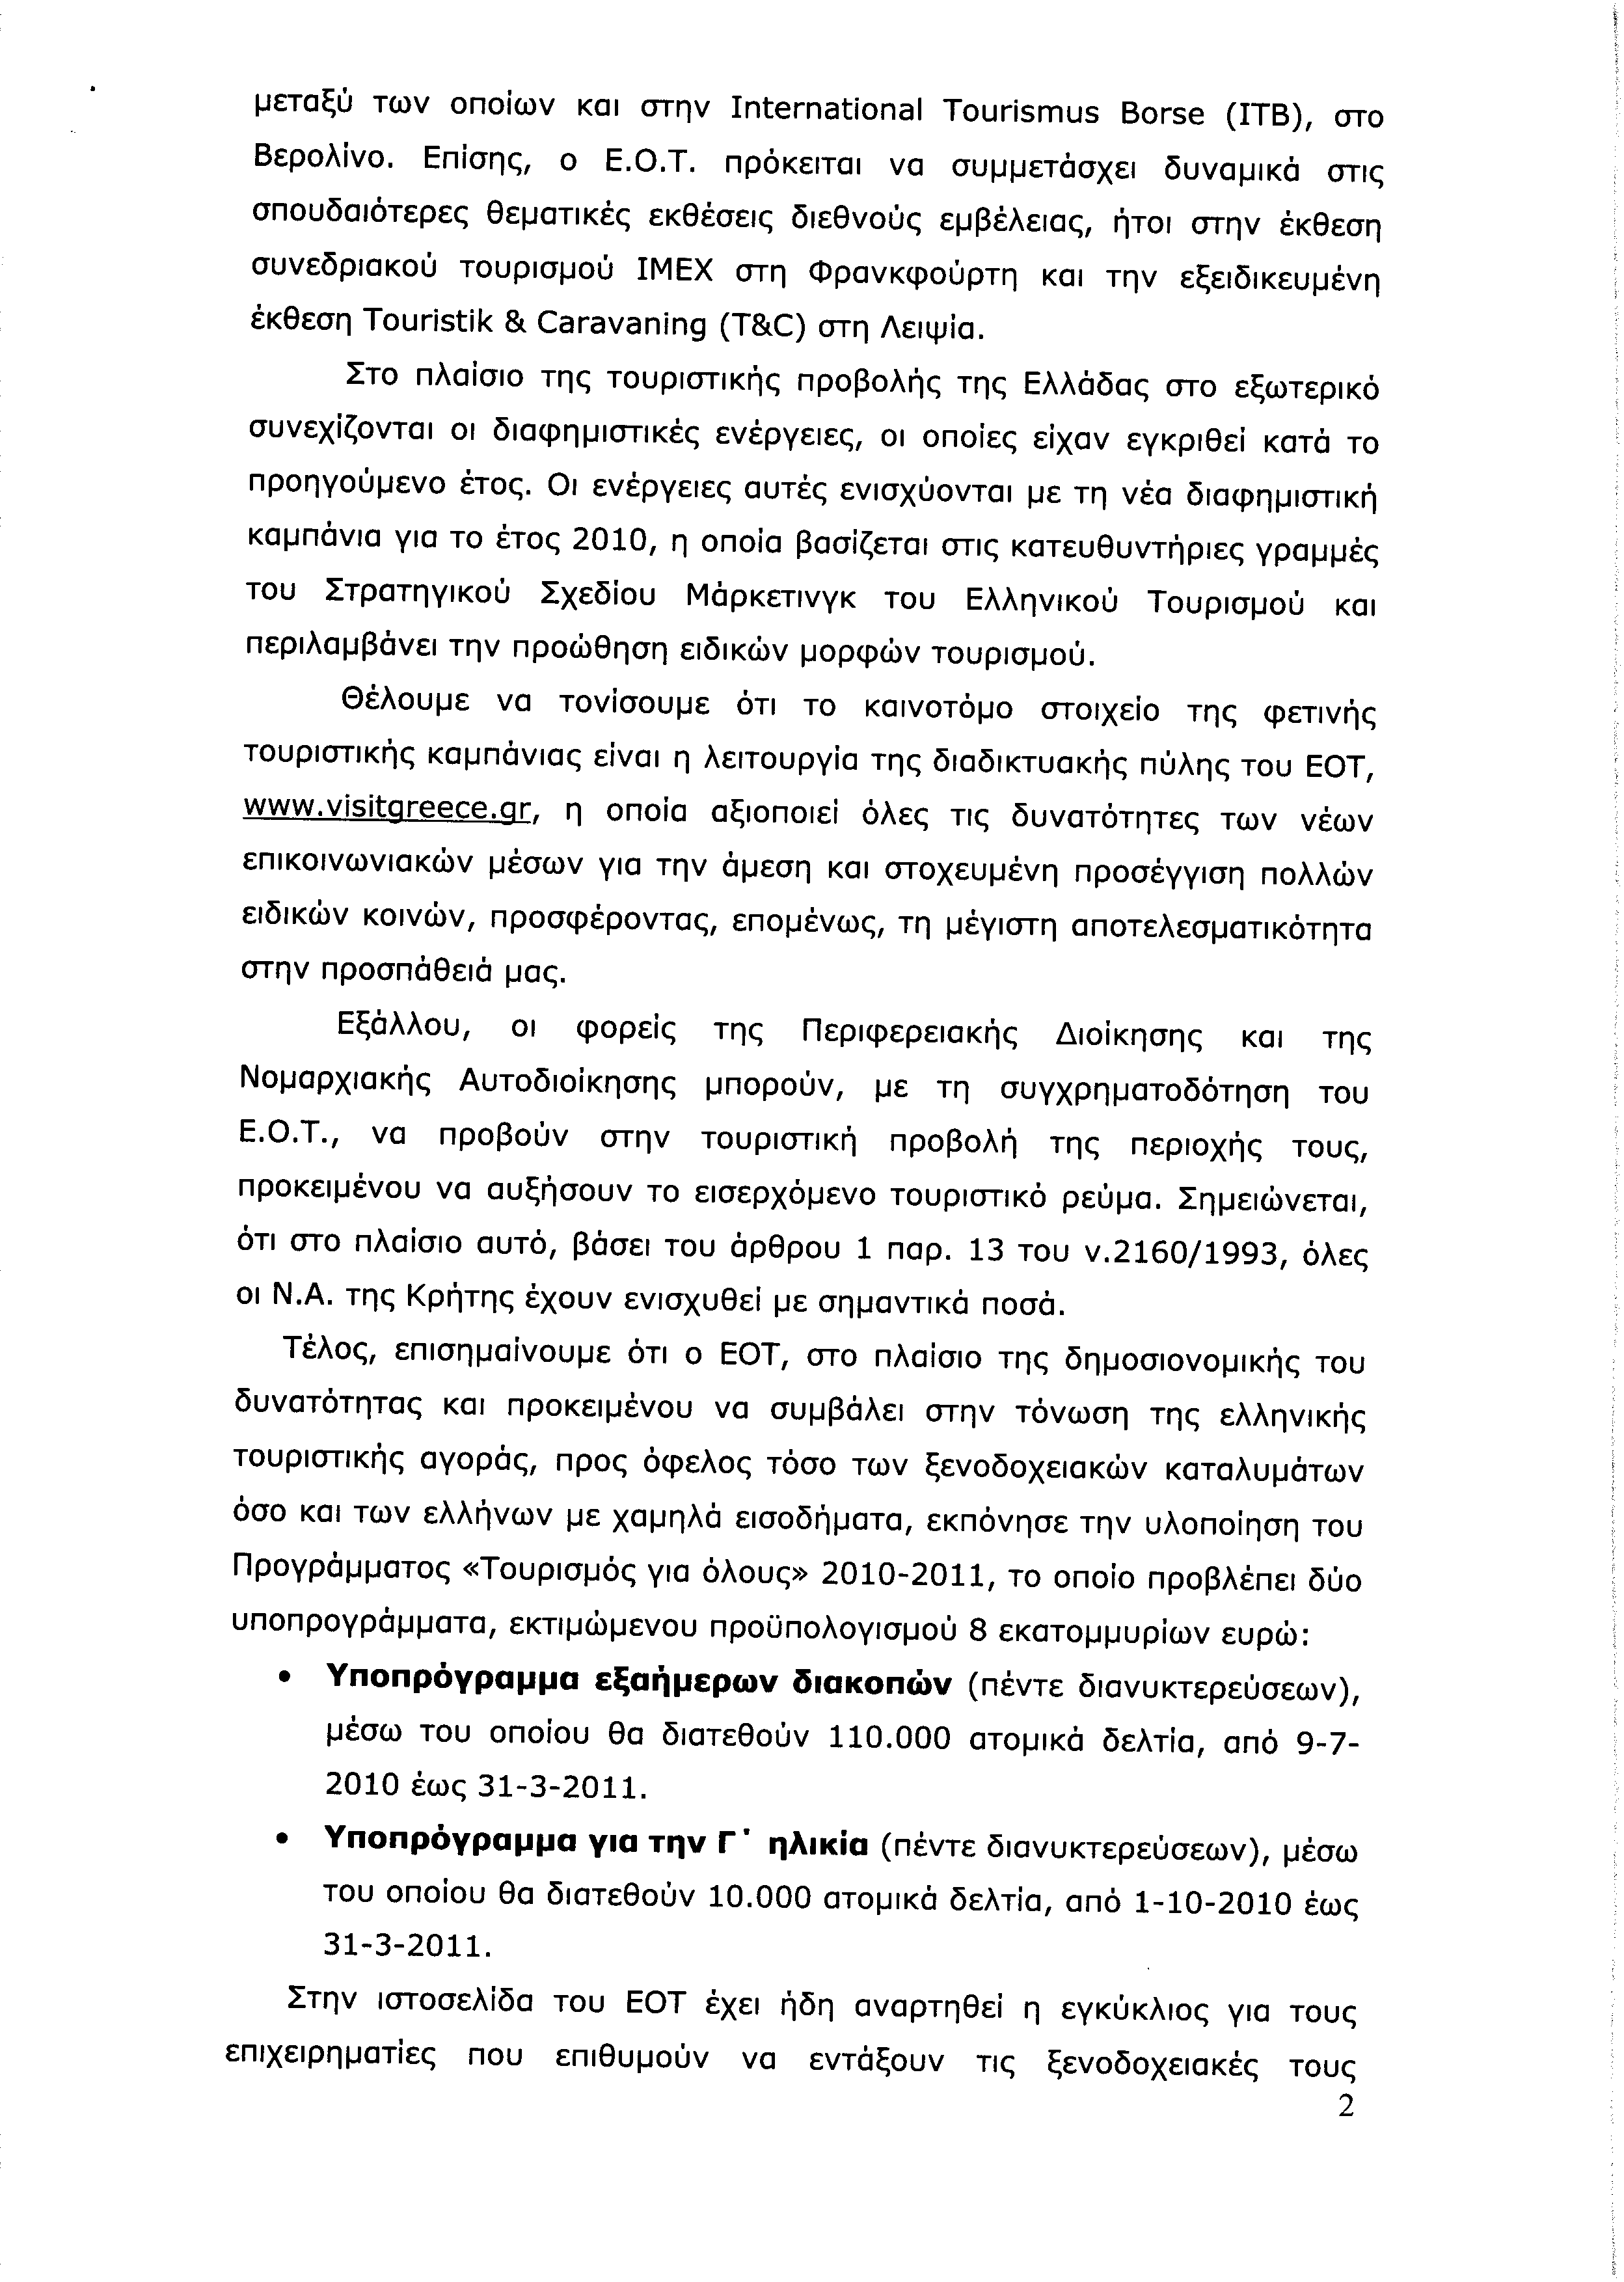 μεταξύ των οποίων και στην International Tourismus Borse (ITB), στο
Βερολίνο. Επίσης, ο Ε.Ο.Τ. πρόκειται να συμμετάσχει δυναμικά στις
σπουδαιότερες θεματικές εκθέσεις διεθνούς εμβέλειας, ήτοι στην έκθεση
συνεδριακού τουρισμού IMEX στη Φρανκφούρτη και την εξειδικευμένη
έκθεση Touristik & Caravaning (T&C) στη Λειψία.
Στο πλαίσιο της τουριστικής προβολής της Ελλάδας στο εξωτερικό
συνεχίζονται οι διαφημιστικές ενέργειες, οι οποίες είχαν εγκριθεί κατά το
προηγούμενο έτος. Οι ενέργειες αυτές ενισχύονται με τη νέα διαφημιστική
καμπάνια για το έτος 2010, η οποία βασίζεται στις κατευθυντήριες γραμμές
του Στρατηγικού Σχεδίου Μάρκετινγκ του Ελληνικού Τουρισμού και
περιλαμβάνει την προώθηση ειδικών μορφών τουρισμού.
Θέλουμε να τονίσουμε ότι το καινοτόμο στοιχείο της φετινής
τουριστικής καμπάνιας είναι η λειτουργία της διαδικτυακής πύλης του ΕΟΤ,
www.visitgreece.gr, η οποία αξιοποιεί όλες τις δυνατότητες των νέων
επικοινωνιακών μέσων για την άμεση και στοχευμένη προσέγγιση πολλών
ειδικών κοινών, προσφέροντας, επομένως, τη μέγιστη αποτελεσματικότητα
στην προσπάθειά μας.
Εξάλλου, οι φορείς της Περιφερειακής Διοίκησης και της
Νομαρχιακής Αυτοδιοίκησης μπορούν, με τη συγχρηματοδότηση του
Ε.Ο.Τ., να προβούν στην τουριστική προβολή της περιοχής τους,
προκειμένου να αυξήσουν το εισερχόμενο τουριστικό ρεύμα. Σημειώνεται,
ότι στο πλαίσιο αυτό, βάσει του άρθρου 1 παρ. 13 του ν.2160/1993, όλες
οι Ν.Α. της Κρήτης έχουν ενισχυθεί με σημαντικά ποσά.
Τέλος, επισημαίνουμε ότι ο ΕΟΤ, στο πλαίσιο της δημοσιονομικής του
δυνατότητας και προκειμένου να συμβάλει στην τόνωση της ελληνικής
τουριστικής αγοράς, προς όφελος τόσο των ξενοδοχειακών καταλυμάτων
όσο και των ελλήνων με χαμηλά εισοδήματα, εκπόνησε την υλοποίηση του
Προγράμματος «Τουρισμός για όλους» 2010-2011, το οποίο προβλέπει δύο
υποπρογράμματα, εκτιμώμενου προϋπολογισμού 8 εκατομμυρίων ευρώ:
• Υποπρόγραμμα εξαήμερων διακοπών (πέντε διανυκτερεύσεων),
μέσω του οποίου θα διατεθούν 110.000 ατομικά δελτία, από 9-7-
2010 έως 31-3-2011.
• Υποπρόγραμμα για την Γ΄ ηλικία (πέντε διανυκτερεύσεων), μέσω
του οποίου θα διατεθούν 10.000 ατομικά δελτία, από 1-10-2010 έως
31-3-2011.
Στην ιστοσελίδα του ΕΟΤ έχει ήδη αναρτηθεί η εγκύκλιος για τους
επιχειρηματίες που επιθυμούν να εντάξουν τις ξενοδοχειακές τους
2